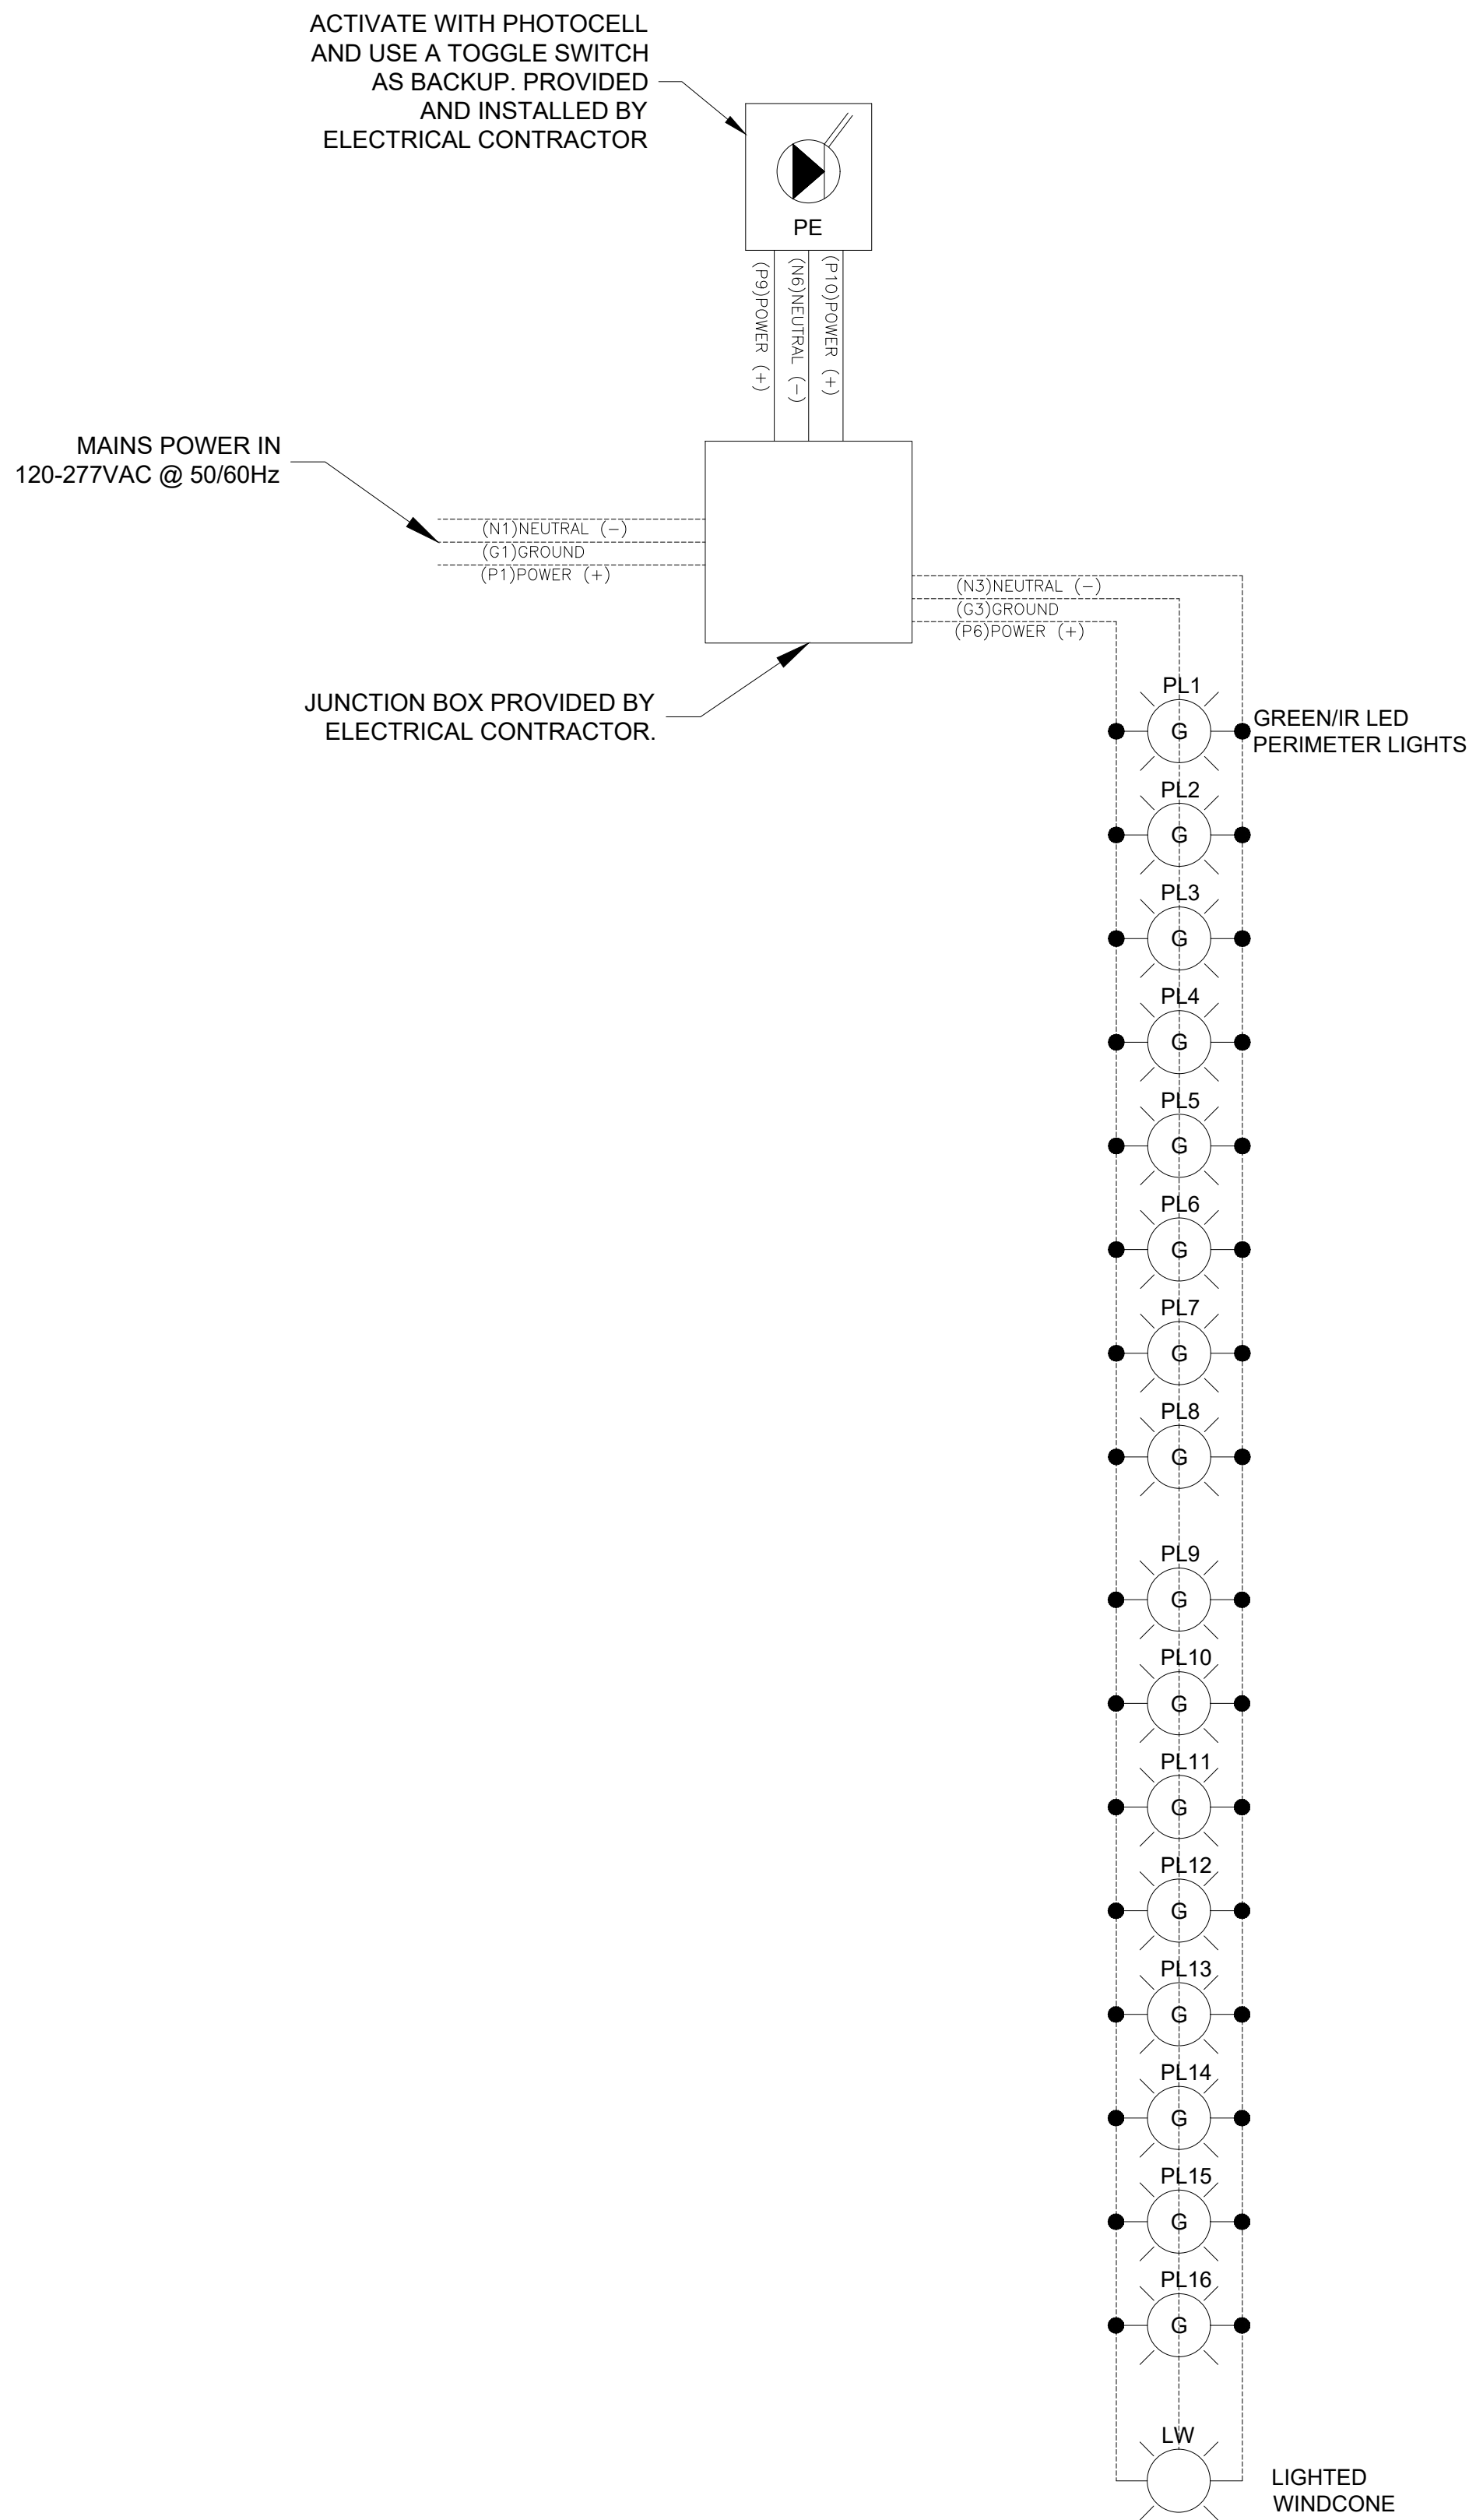 ACTIVATE WITH PHOTOCELL
AND USE A TOGGLE SWITCH
AS BACKUP. PROVIDED
AND INSTALLED BY
ELECTRICAL CONTRACTOR
PE
(P9)POWER (+)
(N6)NEUTRAL (-)
(P10)POWER (+)
MAINS POWER IN
120-277VAC @ 50/60Hz
(N1)NEUTRAL (-)
(G1)GROUND
(P1)POWER (+)
(N3)NEUTRAL (-)
(G3)GROUND
(P6)POWER (+)
JUNCTION BOX PROVIDED BY
ELECTRICAL CONTRACTOR.
PL1
G
GREEN/IR LED
PERIMETER LIGHTS
PL2
G
PL3
G
PL4
G
PL5
G
PL6
G
PL7
G
PL8
G
PL9
G
PL10
G
PL11
G
PL12
G
PL13
G
PL14
G
PL15
G
PL16
G
LW
LIGHTED
WINDCONE